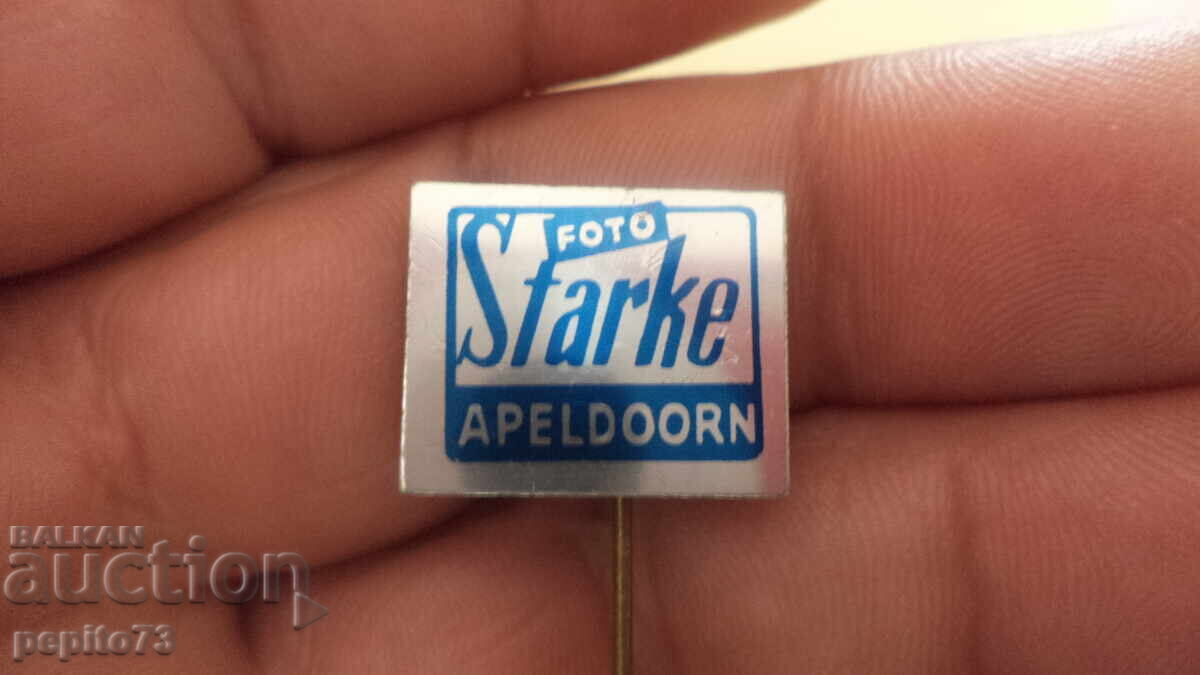 FOTO
Starke
APELDOORN
BALKAN
auction
pepito73